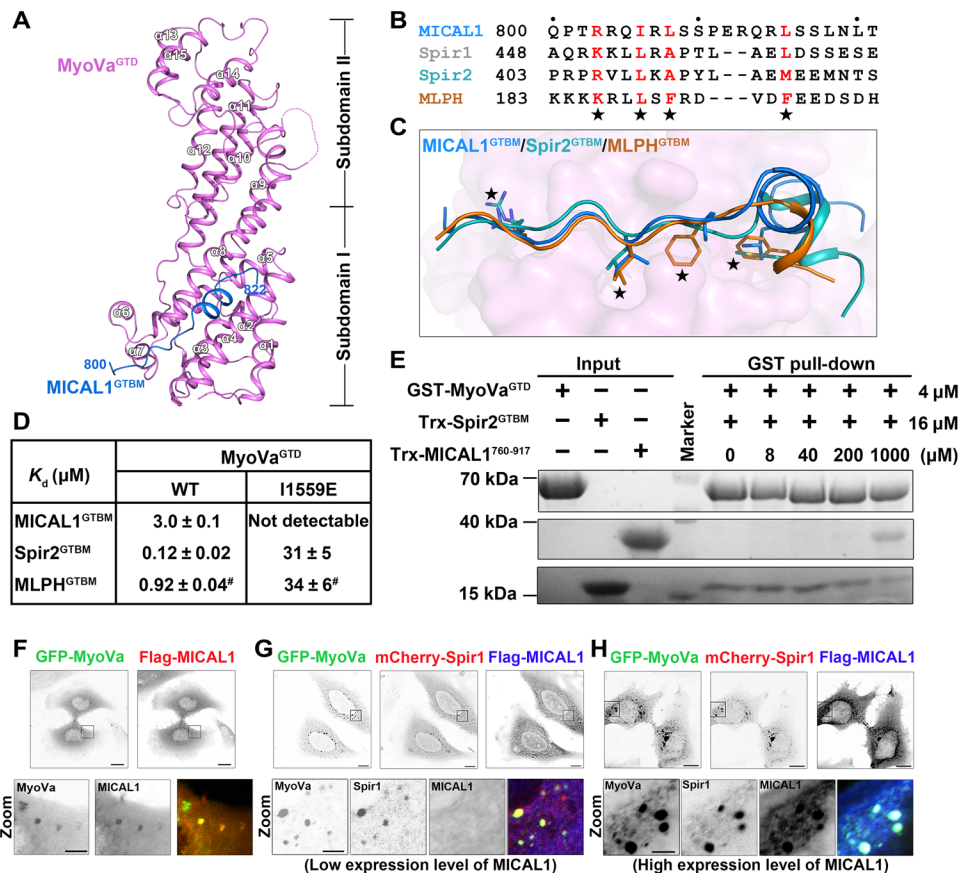 A
MyoVa^GTD
α13
α15
α14
α11
α12
α10
α9
α8
α5
822
α6
α7
α2
α4
α3
α1
800
MICAL1^GTBM
Subdomain II
Subdomain I
B
MICAL1 800 QPTRRQIRLSSPERQRLSSLNLT
Spir1 448 AQRKKLLRAPTL--AELDSSESE
Spir2 403 PRPRVLLKAPYL--AEMEEMNTS
MLPH 183 KKKKRLLSFRD---VDFEEDSDH
★ ★ ★ ★
C
MICAL1^GTBM/Spir2^GTBM/MLPH^GTBM
★ ★ ★ ★
D
K_d (μM) MyoVa^GTD
WT I1559E
MICAL1^GTBM 3.0 ± 0.1 Not detectable
Spir2^GTBM 0.12 ± 0.02 31 ± 5
MLPH^GTBM 0.92 ± 0.04^# 34 ± 6^#
E
Input GST pull-down
GST-MyoVa^GTD + − − + + + + + 4 μM
Trx-Spir2^GTBM − + − + + + + + 16 μM
Trx-MICAL1^760-917 − − + Marker 0 8 40 200 1000 (μM)
70 kDa
40 kDa
15 kDa
F
GFP-MyoVa Flag-MICAL1
Zoom
MyoVa MICAL1
G
GFP-MyoVa mCherry-Spir1 Flag-MICAL1
Zoom
MyoVa Spir1 MICAL1
(Low expression level of MICAL1)
H
GFP-MyoVa mCherry-Spir1 Flag-MICAL1
Zoom
MyoVa Spir1 MICAL1
(High expression level of MICAL1)